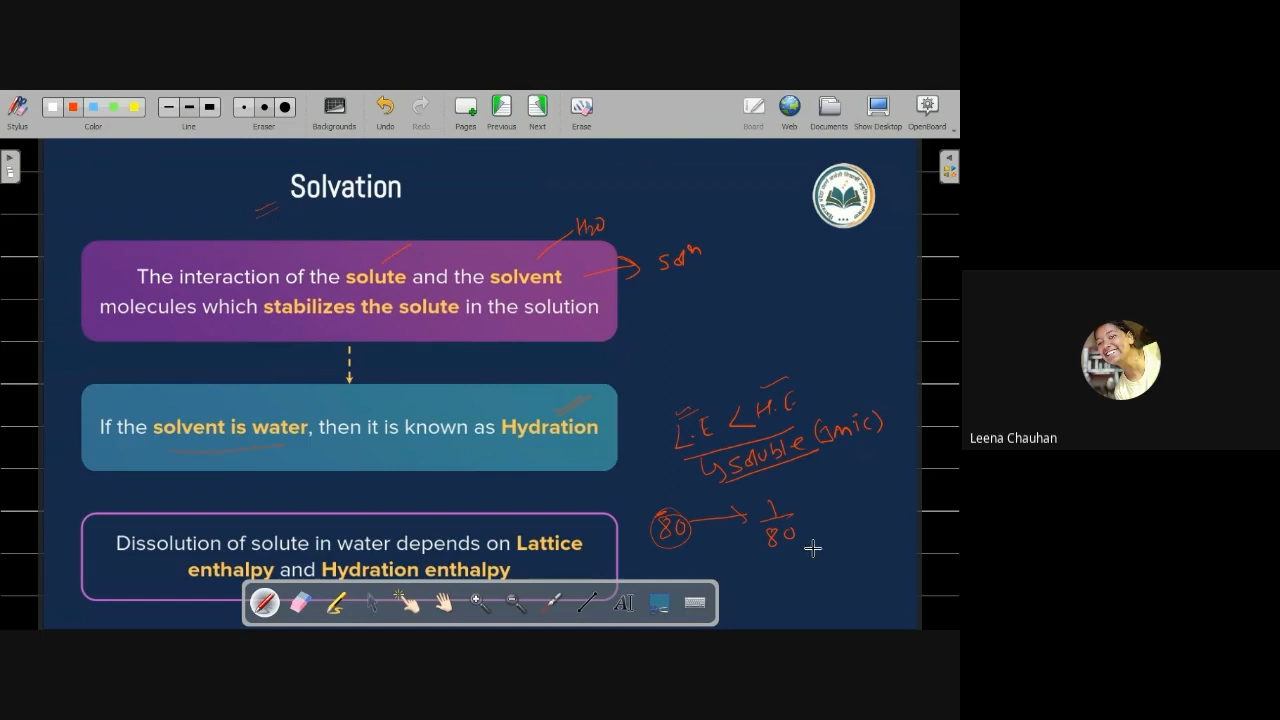 Stylus
Color
Line
Eraser
Backgrounds
Undo
Redo
Pages
Previous
Next
Erase
Board
Web
Documents
Show Desktop
OpenBoard
Solvation
H2O
The interaction of the solute and the solvent
molecules which stabilizes the solute in the solution
Soln
If the solvent is water, then it is known as Hydration
L.E < H.E
soluble (ionic)
80 → 1/80
Dissolution of solute in water depends on Lattice
enthalpy and Hydration enthalpy
AI
Leena Chauhan